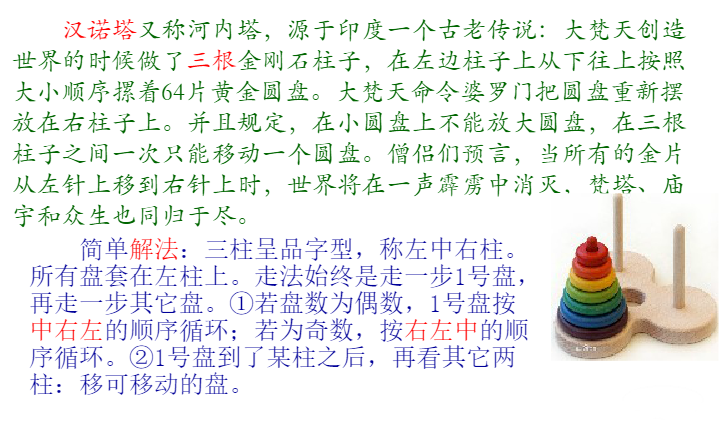 汉诺塔又称河内塔，源于印度一个古老传说：大梵天创造
世界的时候做了三根金刚石柱子，在左边柱子上从下往上按照
大小顺序摞着64片黄金圆盘。大梵天命令婆罗门把圆盘重新摆
放在右柱子上。并且规定，在小圆盘上不能放大圆盘，在三根
柱子之间一次只能移动一个圆盘。僧侣们预言，当所有的金片
从左针上移到右针上时，世界将在一声霹雳中消灭，梵塔、庙
宇和众生也同归于尽。
简单解法：三柱呈品字型，称左中右柱。
所有盘套在左柱上。走法始终是走一步1号盘，
再走一步其它盘。①若盘数为偶数，1号盘按
中右左的顺序循环；若为奇数，按右左中的顺
序循环。②1号盘到了某柱之后，再看其它两
柱：移可移动的盘。